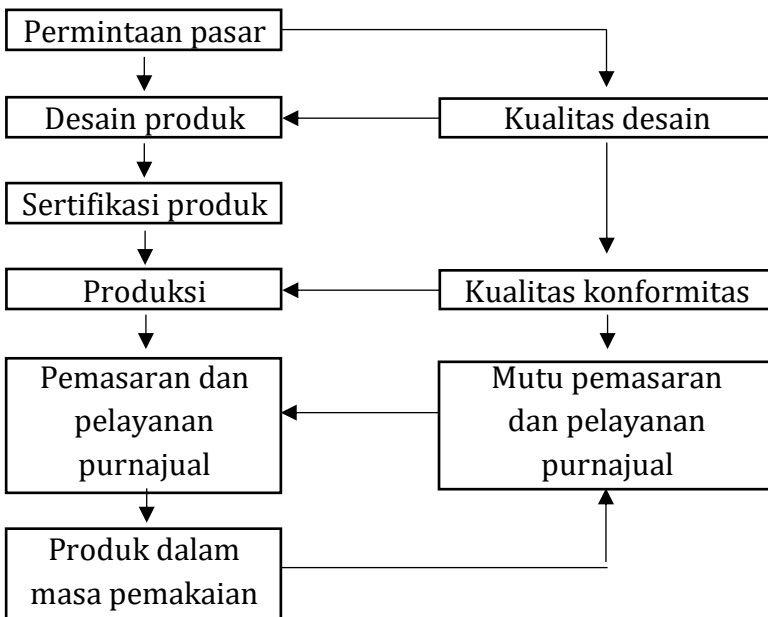 Permintaan pasar
Desain produk
Kualitas desain
Sertifikasi produk
Produksi
Kualitas konformitas
Pemasaran dan
pelayanan
purnajual
Mutu pemasaran
dan pelayanan
purnajual
Produk dalam
masa pemakaian